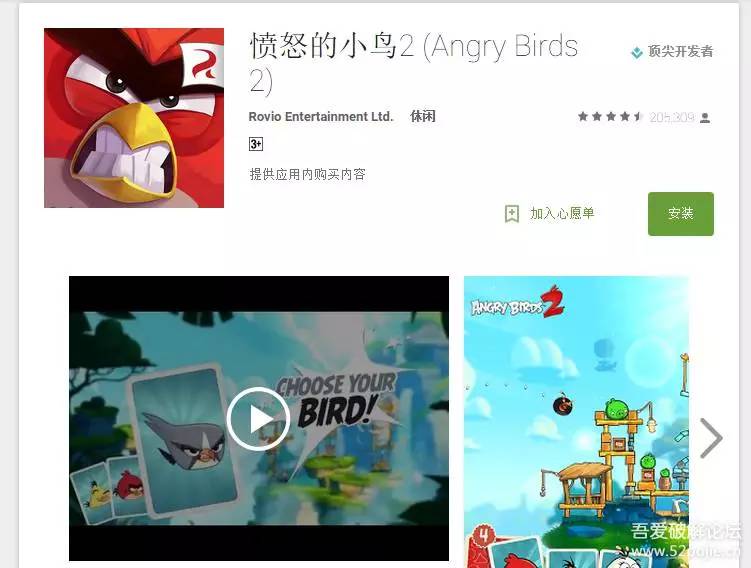 愤怒的小鸟2 (Angry Birds
2)
顶尖开发者
Rovio Entertainment Ltd. 休闲
205,309
3+
提供应用内购买内容
加入心愿单
安装
CHOOSE YOUR
BIRD!
ANGRY BIRDS 2
4
吾爱破解论坛
www.52pojie.cn